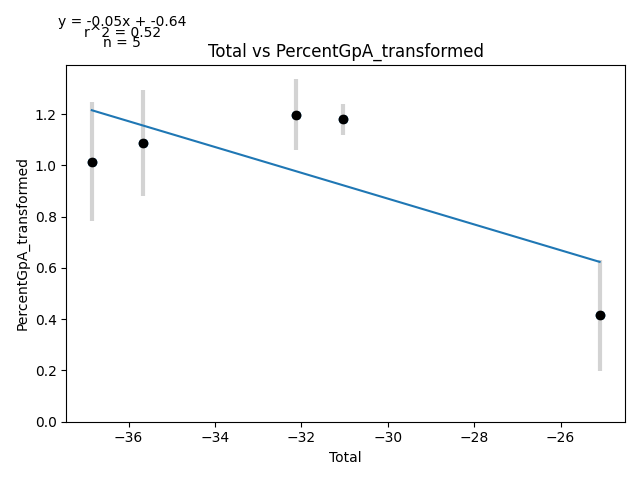 y = -0.05x + -0.64
r^2 = 0.52
n = 5
Total vs PercentGpA_transformed
PercentGpA_transformed
1.2
1.0
0.8
0.6
0.4
0.2
0.0
−36
−34
−32
−30
−28
−26
Total